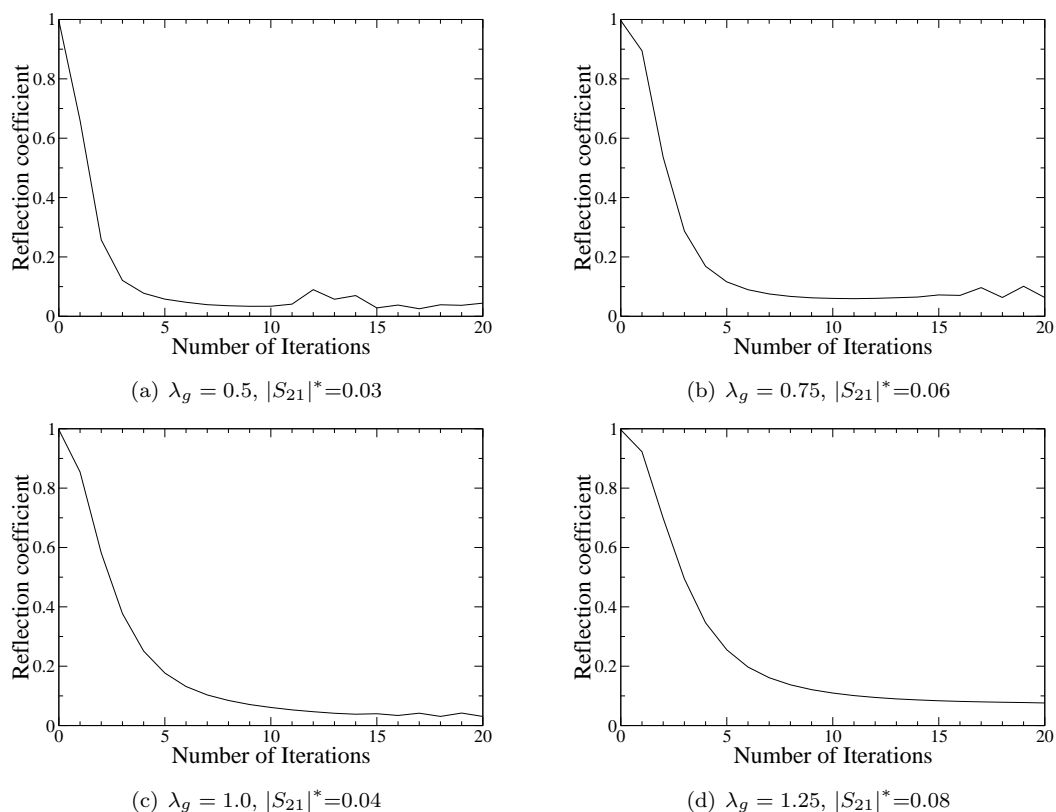 1
0.8
0.6
0.4
0.2
0
Reflection coefficient
0 5 10 15 20
Number of Iterations
(a) λg = 0.5, |S21|*=0.03
1
0.8
0.6
0.4
0.2
0
Reflection coefficient
0 5 10 15 20
Number of Iterations
(b) λg = 0.75, |S21|*=0.06
1
0.8
0.6
0.4
0.2
0
Reflection coefficient
0 5 10 15 20
Number of Iterations
(c) λg = 1.0, |S21|*=0.04
1
0.8
0.6
0.4
0.2
0
Reflection coefficient
0 5 10 15 20
Number of Iterations
(d) λg = 1.25, |S21|*=0.08